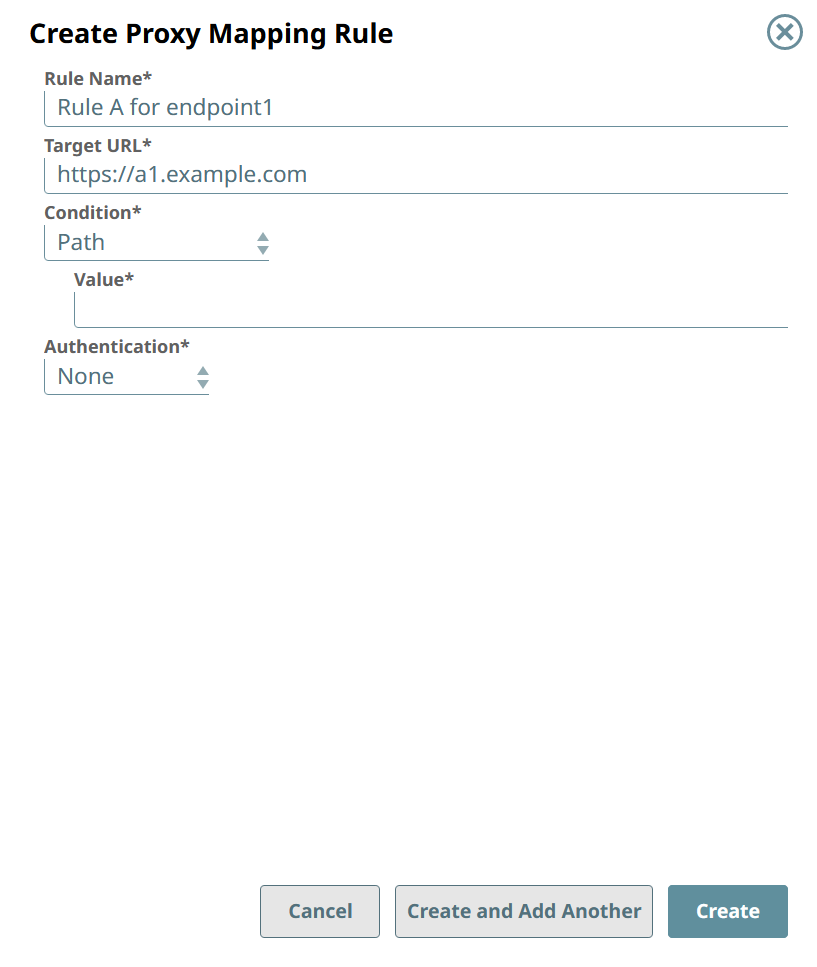 Create Proxy Mapping Rule
Rule Name*
Rule A for endpoint1
Target URL*
https://a1.example.com
Condition*
Path
Value*
Authentication*
None
Cancel
Create and Add Another
Create